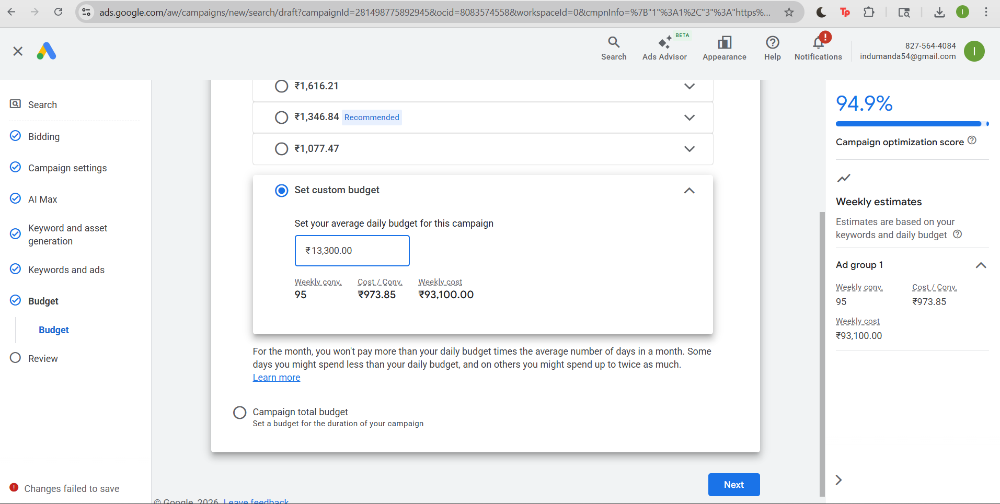 ads.google.com/aw/campaigns/new/search/draft?campaignId=281498775892945&ocid=8083574558&workspaceId=0&cmpnInfo=%7B"1"%3A1%2C"3"%3A"https%...
Search
Ads Advisor
BETA
Appearance
Help
Notifications
827-564-4084
indumanda54@gmail.com
I
Search
Bidding
Campaign settings
AI Max
Keyword and asset
generation
Keywords and ads
Budget
Budget
Review
Changes failed to save
₹1,616.21
₹1,346.84 Recommended
₹1,077.47
Set custom budget
Set your average daily budget for this campaign
₹13,300.00
Weekly conv. Cost / Conv. Weekly cost
95 ₹973.85 ₹93,100.00
For the month, you won't pay more than your daily budget times the average number of days in a month. Some
days you might spend less than your daily budget, and on others you might spend up to twice as much.
Learn more
Campaign total budget
Set a budget for the duration of your campaign
Next
© Google, 2026. Leave feedback
94.9%
Campaign optimization score
Weekly estimates
Estimates are based on your
keywords and daily budget
Ad group 1
Weekly conv. Cost / Conv.
95 ₹973.85
Weekly cost
₹93,100.00